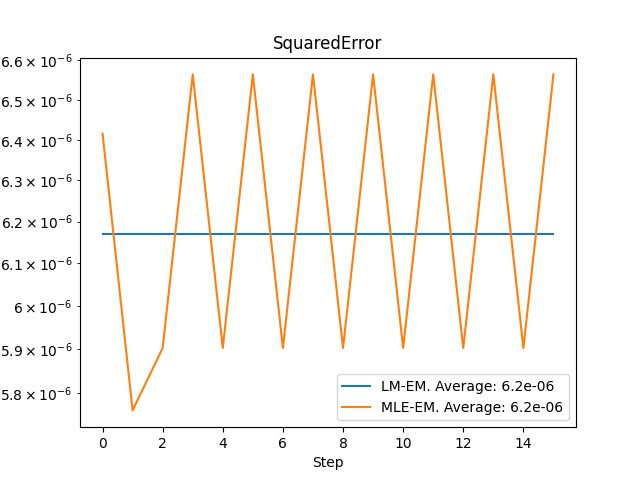 SquaredError
6.6 × 10⁻⁶
6.5 × 10⁻⁶
6.4 × 10⁻⁶
6.3 × 10⁻⁶
6.2 × 10⁻⁶
6.1 × 10⁻⁶
6 × 10⁻⁶
5.9 × 10⁻⁶
5.8 × 10⁻⁶
LM-EM. Average: 6.2e-06
MLE-EM. Average: 6.2e-06
0 2 4 6 8 10 12 14
Step